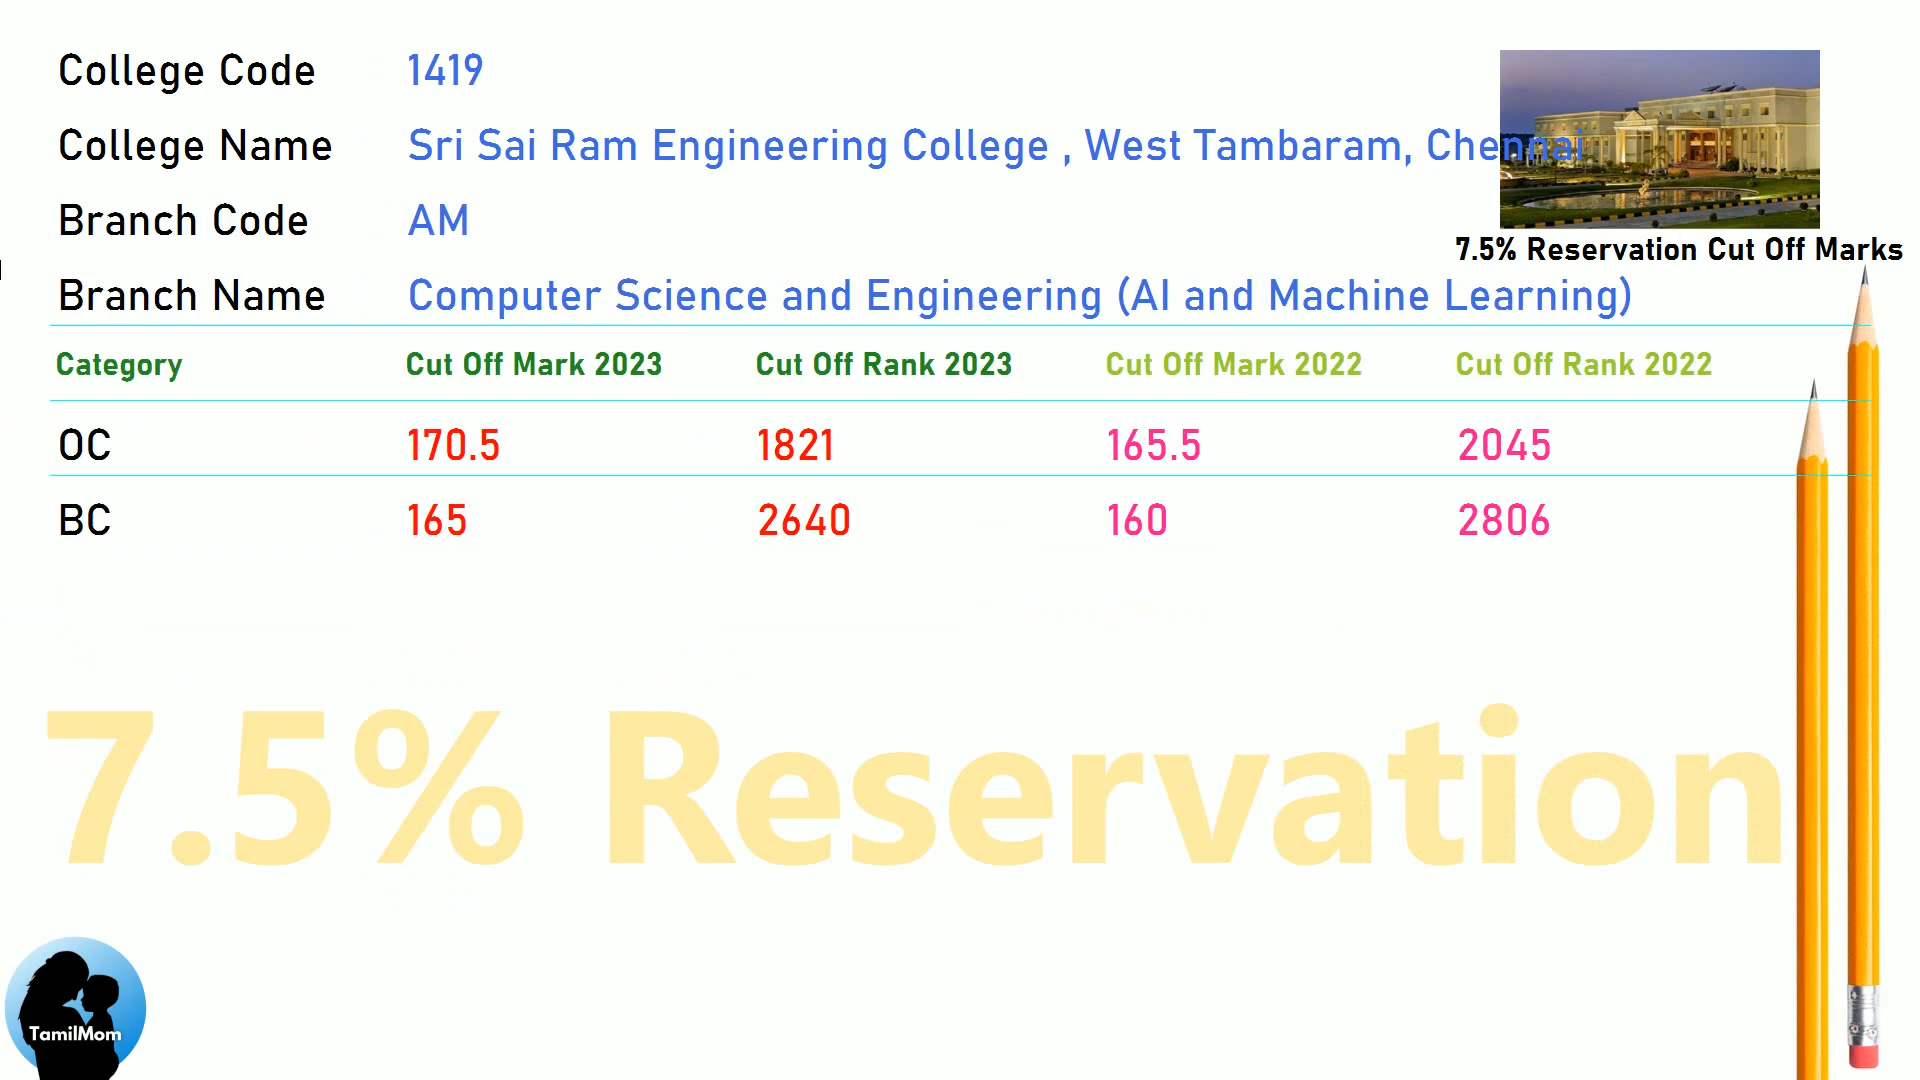 College Code 1419
College Name Sri Sai Ram Engineering College , West Tambaram, Chennai
Branch Code AM
7.5% Reservation Cut Off Marks
Branch Name Computer Science and Engineering (AI and Machine Learning)
Category Cut Off Mark 2023 Cut Off Rank 2023 Cut Off Mark 2022 Cut Off Rank 2022
OC 170.5 1821 165.5 2045
BC 165 2640 160 2806
7.5% Reservation
TamilMom